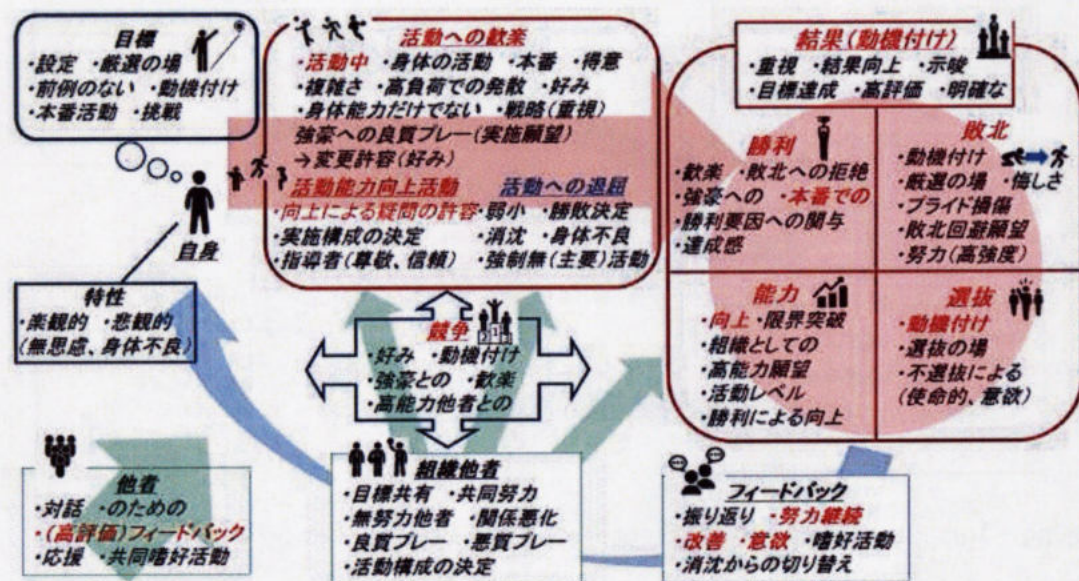 目標
・設定 ・厳選の場
・前例のない ・動機付け
・本番活動 ・挑戦
活動への歓楽
・活動中 ・身体の活動 ・本番 ・得意
・複雑さ ・高負荷での発散 ・好み
・身体能力だけでない ・戦略(重視)
強豪への良質プレー(実施願望)
→変更許容(好み)
活動能力向上活動
・向上による疑問の許容
・実施構成の決定
・指導者(尊敬、信頼)
活動への退屈
・弱小 ・勝敗決定
・消沈 ・身体不良
・強制無(主要)活動
結果(動機付け)
・重視 ・結果向上 ・示唆
・目標達成 ・高評価 ・明確な
勝利
・歓楽 ・敗北への拒絶
・強豪への ・本番での
・勝利要因への関与
・達成感
敗北
・動機付け
・厳選の場 ・悔しさ
・プライド損傷
・敗北回避願望
・努力(高強度)
能力
・向上 ・限界突破
・組織としての
・高能力願望
・活動レベル
・勝利による向上
選抜
・動機付け
・選抜の場
・不選抜による
(使命的、意欲)
自身
特性
・楽観的 ・悲観的
(無思慮、身体不良)
競争
・好み ・動機付け
・強豪との ・歓楽
・高能力他者との
他者
・対話 ・のための
・(高評価)フィードバック
・応援 ・共同嗜好活動
組織他者
・目標共有 ・共同努力
・無努力他者 ・関係悪化
・良質プレー ・悪質プレー
・活動構成の決定
フィードバック
・振り返り ・努力継続
・改善 ・意欲 ・嗜好活動
・消沈からの切り替え